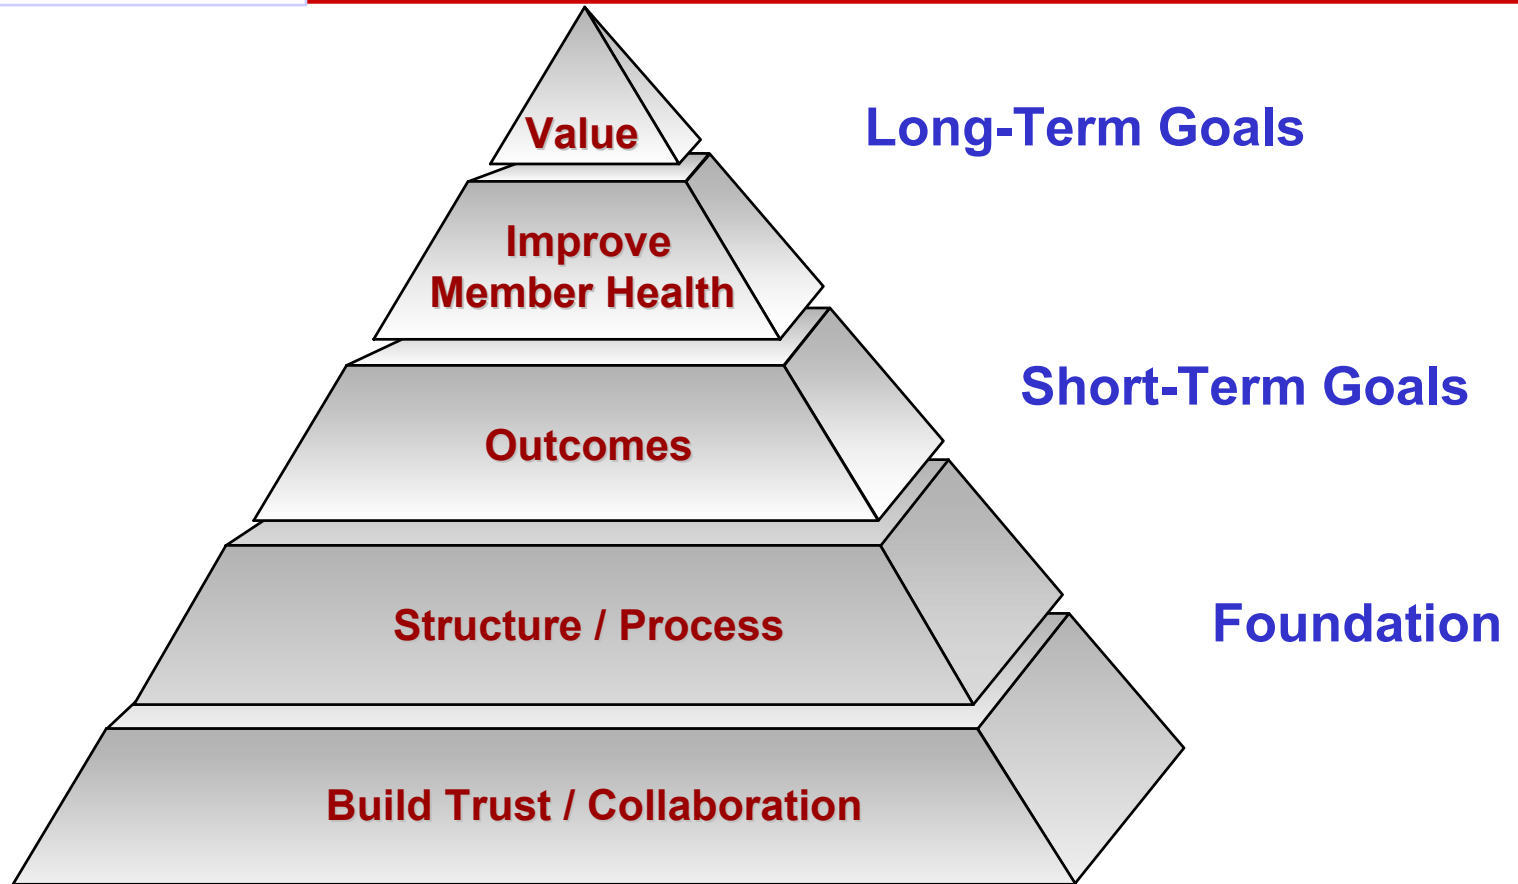 Value
Long-Term Goals
Improve
Member Health
Short-Term Goals
Outcomes
Structure / Process
Foundation
Build Trust / Collaboration